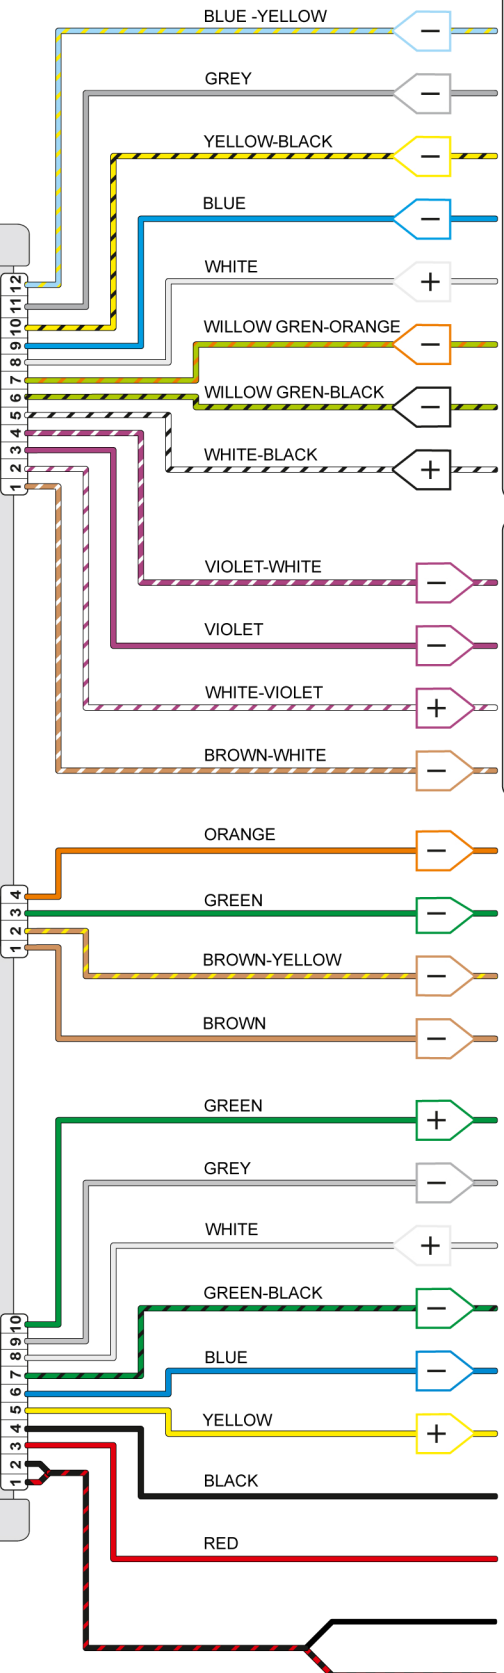 BLUE -YELLOW
−
GREY
−
YELLOW-BLACK
−
BLUE
−
WHITE
+
WILLOW GREN-ORANGE
−
WILLOW GREN-BLACK
−
WHITE-BLACK
+
12
11
10
9
8
7
6
5
4
3
2
1
VIOLET-WHITE
−
VIOLET
−
WHITE-VIOLET
+
BROWN-WHITE
−
ORANGE
−
4
3
2
1
GREEN
−
BROWN-YELLOW
−
BROWN
−
GREEN
+
GREY
−
WHITE
+
GREEN-BLACK
−
10
9
8
7
6
5
4
3
2
1
BLUE
−
YELLOW
+
BLACK
RED